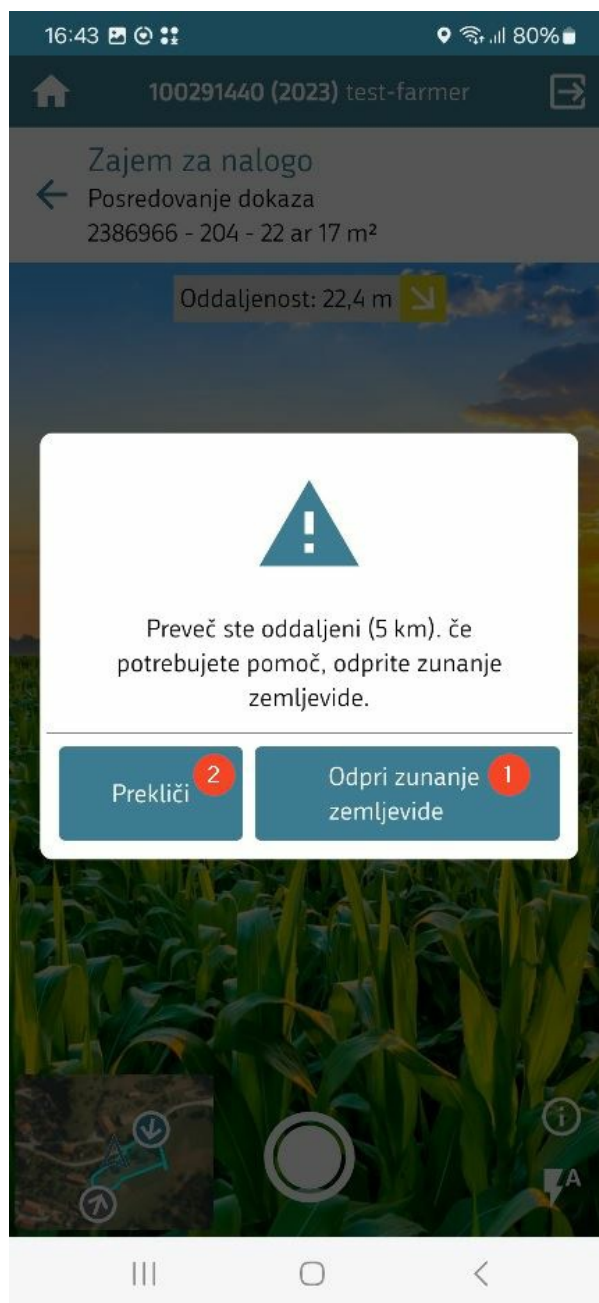 16:43 80%
100291440 (2023) test-farmer
Zajem za nalogo
Posredovanje dokaza
2386966 - 204 - 22 ar 17 m²
Oddaljenost: 22,4 m
Preveč ste oddaljeni (5 km). če
potrebujete pomoč, odprite zunanje
zemljevide.
Prekliči 2
Odpri zunanje 1
zemljevide
A